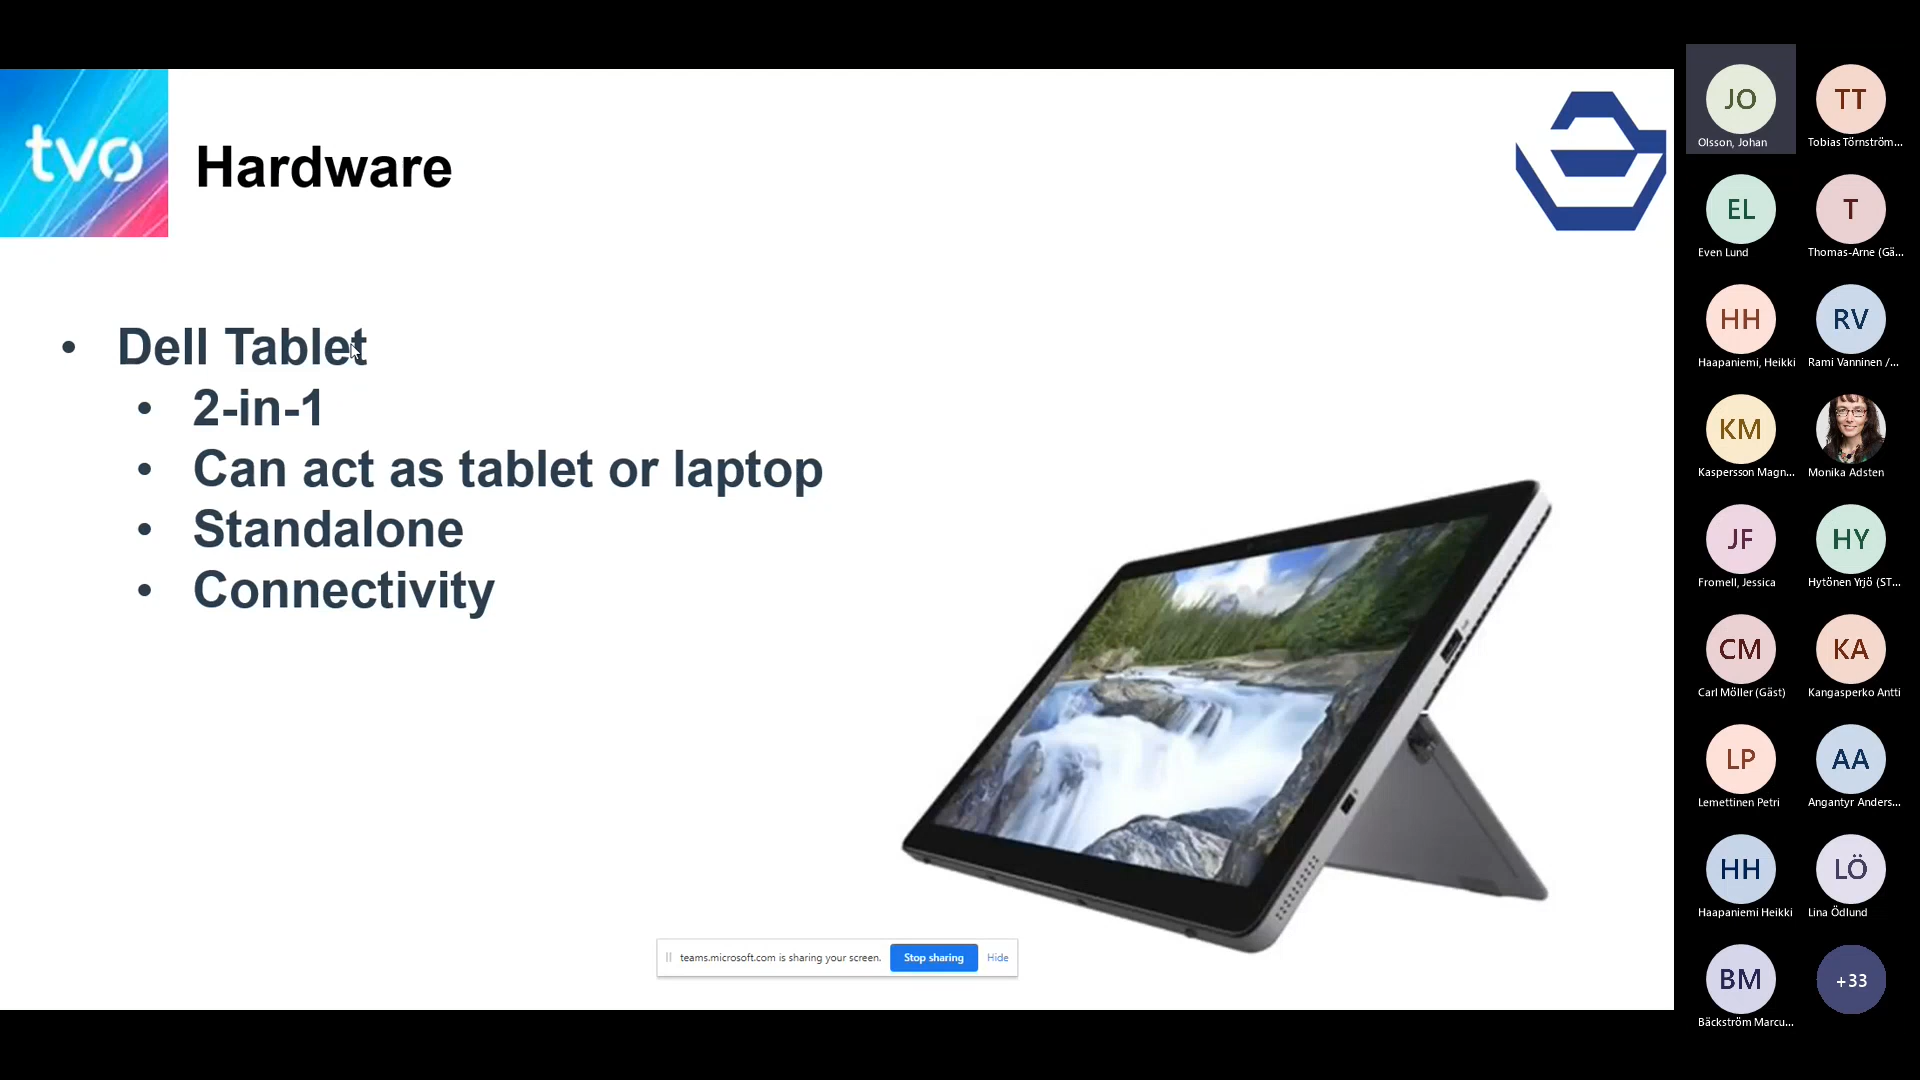 tvo
Hardware
• Dell Tablet
• 2-in-1
• Can act as tablet or laptop
• Standalone
• Connectivity
teams.microsoft.com is sharing your screen.
Stop sharing
Hide
JO
Olsson, Johan
TT
Tobias Törnström...
EL
Even Lund
T
Thomas-Arne (Gä...
HH
Haapaniemi, Heikki
RV
Rami Vanninen /...
KM
Kaspersson Magn...
Monika Adsten
JF
Fromell, Jessica
HY
Hytönen Yrjö (ST...
CM
Carl Möller (Gäst)
KA
Kangasperko Antti
LP
Lemettinen Petri
AA
Angantyr Anders...
HH
Haapaniemi Heikki
LÖ
Lina Ödlund
BM
Bäckström Marcu...
+33